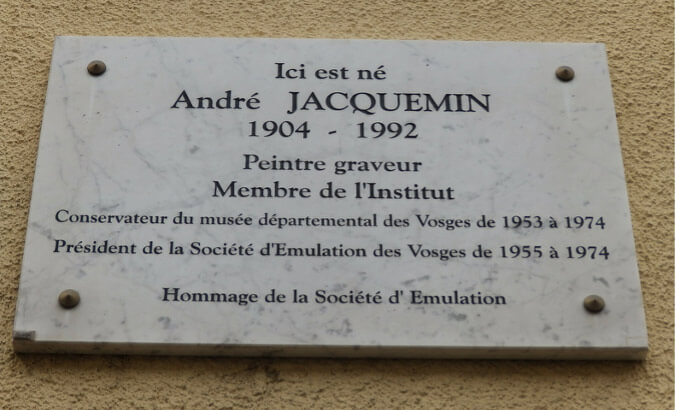 Ici est né
André JACQUEMIN
1904 - 1992
Peintre graveur
Membre de l'Institut
Conservateur du musée départemental des Vosges de 1953 à 1974
Président de la Société d'Emulation des Vosges de 1955 à 1974
Hommage de la Société d' Emulation